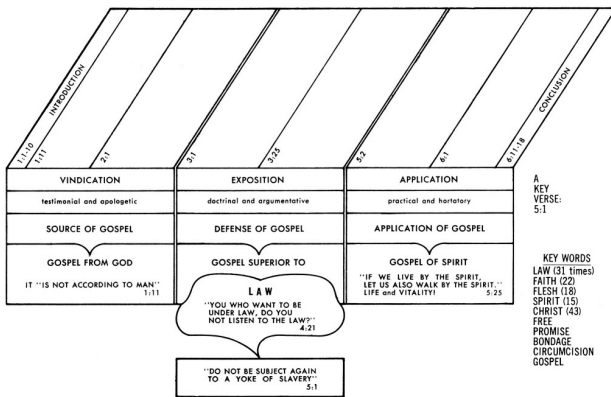 INTRODUCTION
CONCLUSION
1:1-10
1:11
2:1
3:1
3:25
5:2
6:1
6:11-18
VINDICATION
EXPOSITION
APPLICATION
testimonial and apologetic
doctrinal and argumentative
practical and hortatory
SOURCE OF GOSPEL
DEFENSE OF GOSPEL
APPLICATION OF GOSPEL
GOSPEL FROM GOD
IT "IS NOT ACCORDING TO MAN"
1:11
GOSPEL SUPERIOR TO
LAW
"YOU WHO WANT TO BE
UNDER LAW, DO YOU
NOT LISTEN TO THE LAW?"
4:21
"DO NOT BE SUBJECT AGAIN
TO A YOKE OF SLAVERY"
5:1
GOSPEL OF SPIRIT
"IF WE LIVE BY THE SPIRIT,
LET US ALSO WALK BY THE SPIRIT."
LIFE and VITALITY!
5:25
A
KEY
VERSE:
5:1
KEY WORDS
LAW (31 times)
FAITH (22)
FLESH (18)
SPIRIT (15)
CHRIST (43)
FREE
PROMISE
BONDAGE
CIRCUMCISION
GOSPEL